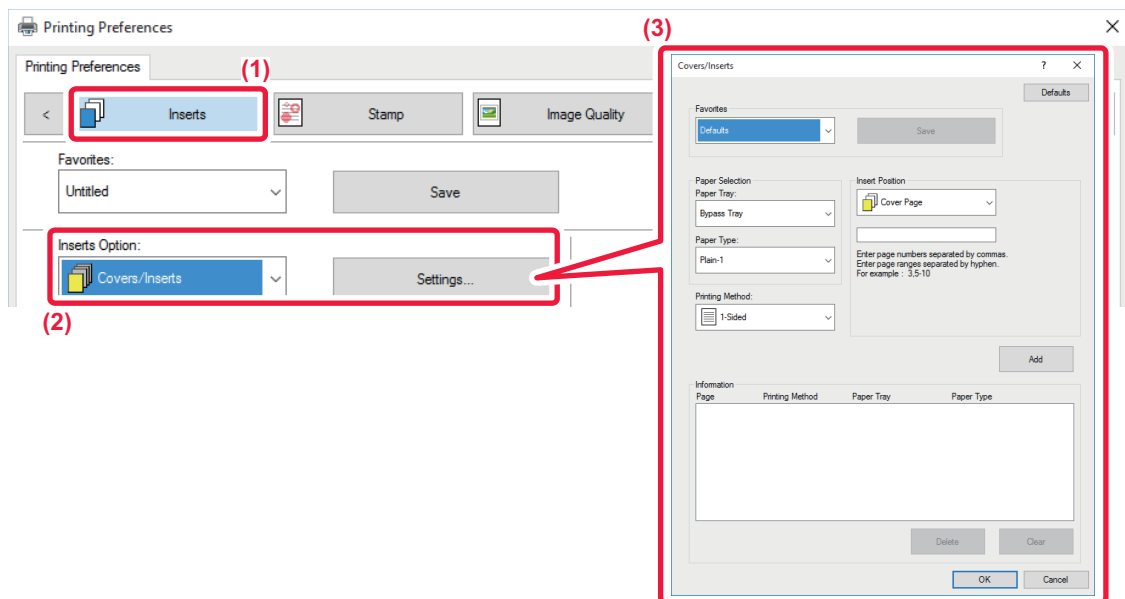 Printing Preferences
Printing Preferences
(1)
<
Inserts
Stamp
Image Quality
Favorites:
Untitled
Save
Inserts Option:
Covers/Inserts
Settings...
(2)
(3)
Covers/Inserts
?
Defaults
Favorites
Defaults
Save
Paper Selection
Paper Tray:
Bypass Tray
Paper Type:
Plain-1
Insert Position
Cover Page
Enter page numbers separated by commas.
Enter page ranges separated by hyphen.
For example : 3,5-10
Printing Method:
1-Sided
Add
Information
Page Printing Method Paper Tray Paper Type
Delete Clear
OK Cancel